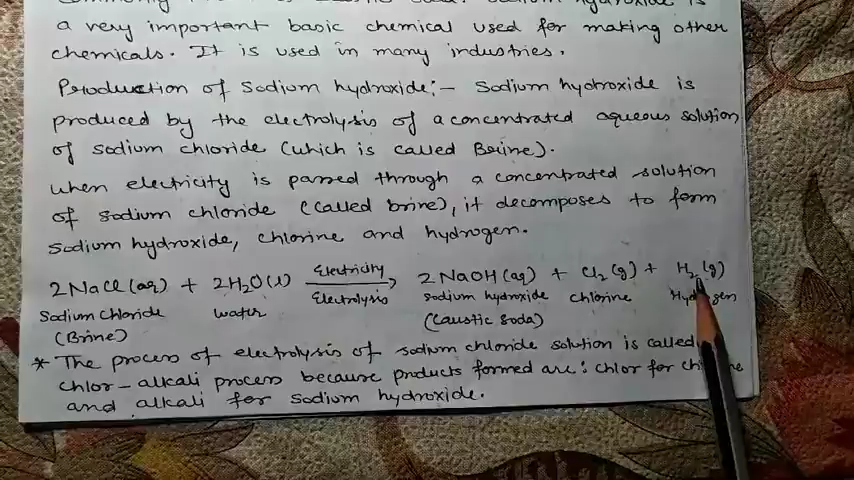 a very important basic chemical used for making other
chemicals. It is used in many industries.
Production of Sodium hydroxide:- Sodium hydroxide is
produced by the electrolysis of a concentrated aqueous solution
of sodium chloride (which is called Brine).
When electricity is passed through a concentrated solution
of sodium chloride (called brine), it decomposes to form
sodium hydroxide, chlorine and hydrogen.
2NaCl(aq) + 2H₂O(l) Electricity Electrolysis → 2NaOH(aq) + Cl₂(g) + H₂(g)
Sodium Chloride water sodium hydroxide chlorine
(Brine) (Caustic Soda)
* The process of electrolysis of sodium chloride solution is called
chlor-alkali process because products formed are: chlor for
and alkali for sodium hydroxide.